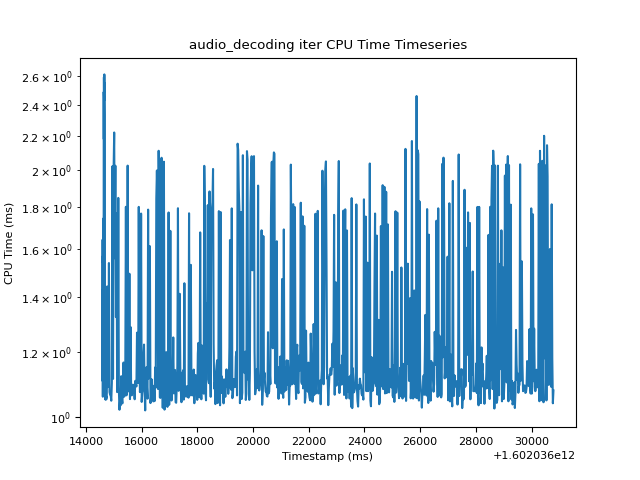 audio_decoding iter CPU Time Timeseries
CPU Time (ms)
2.6 × 10⁰
2.4 × 10⁰
2.2 × 10⁰
2 × 10⁰
1.8 × 10⁰
1.6 × 10⁰
1.4 × 10⁰
1.2 × 10⁰
10⁰
14000 16000 18000 20000 22000 24000 26000 28000 30000
Timestamp (ms)
+1.602036e12